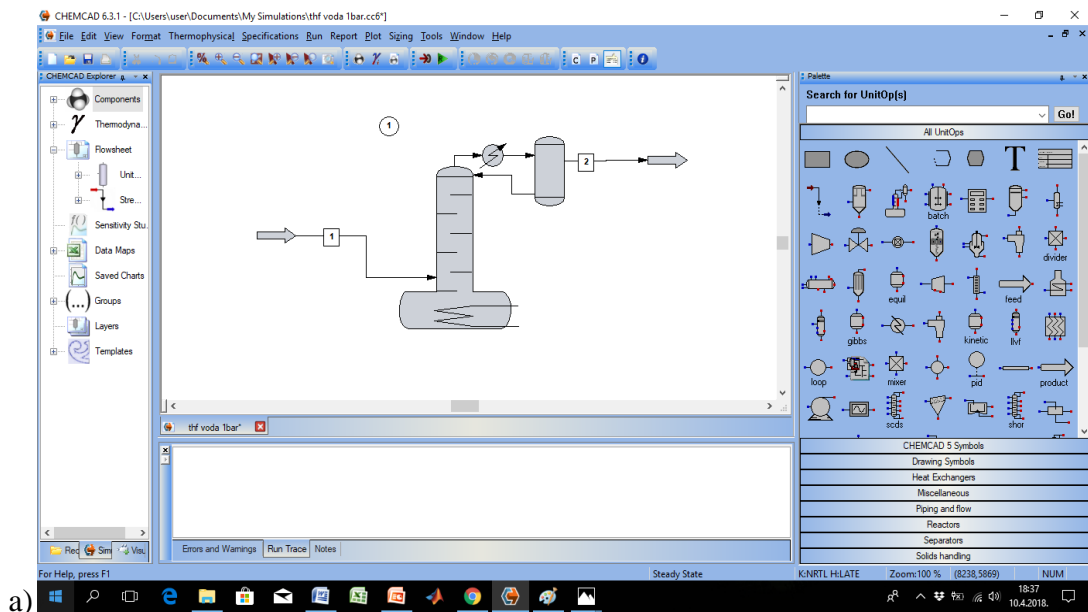 CHEMCAD 6.3.1 - [C:\Users\user\Documents\My Simulations\thf voda 1bar.cc6*]
File Edit View Format Thermophysical Specifications Run Report Plot Sizing Tools Window Help
C P
CHEMCAD Explorer
Components
Thermodyna...
Flowsheet
Unit...
Stre...
Sensitivity Stu...
Data Maps
Saved Charts
Groups
Layers
Templates
Rec Sim Visu
1
2
1
thf voda 1bar*
Errors and Warnings Run Trace Notes
Palette
Search for UnitOp[s]
Go!
All UnitOps
T
batch
divider
equil feed
gibbs kinetic llvf
loop mixer pid product
scds shor
CHEMCAD 5 Symbols
Drawing Symbols
Heat Exchangers
Miscellaneous
Piping and flow
Reactors
Separators
Solids handling
For Help, press F1 Steady State K:NRTL H:LATE Zoom:100 % (8238,5869) NUM
a)
18:37
10.4.2018.